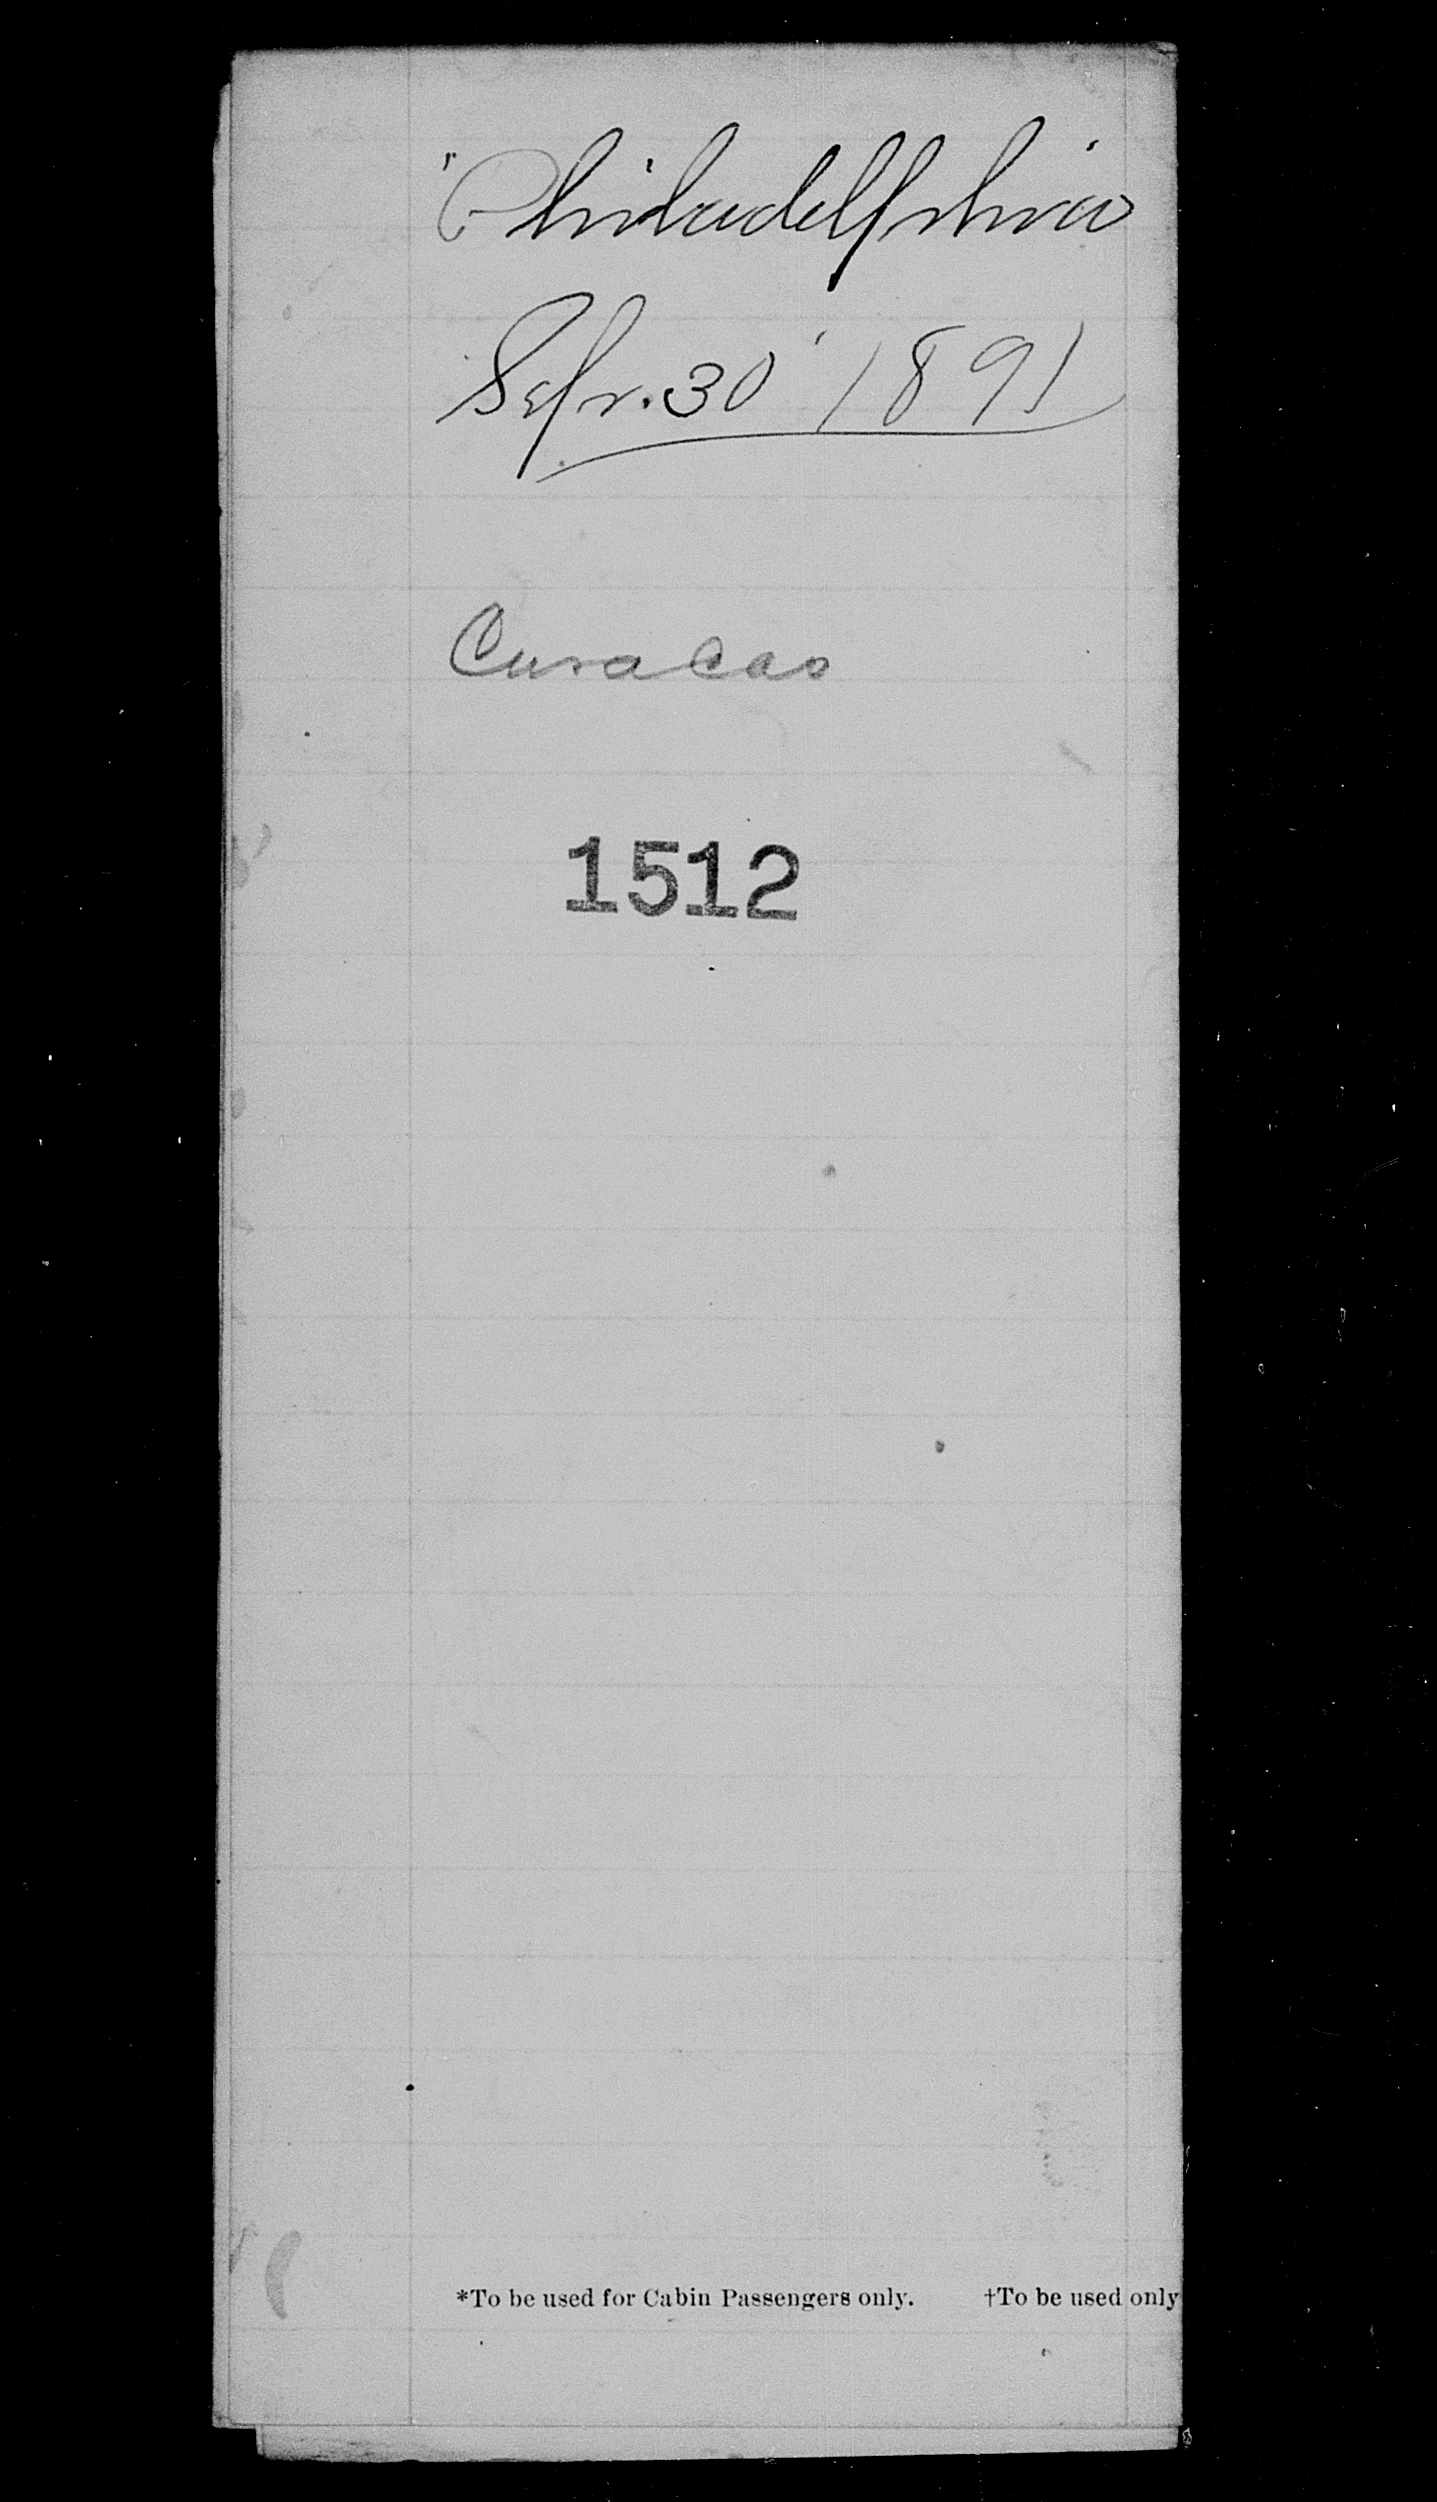 Philadelphia
Sep. 30 1891
Curacao
1512
*To be used for Cabin Passengers only. †To be used only